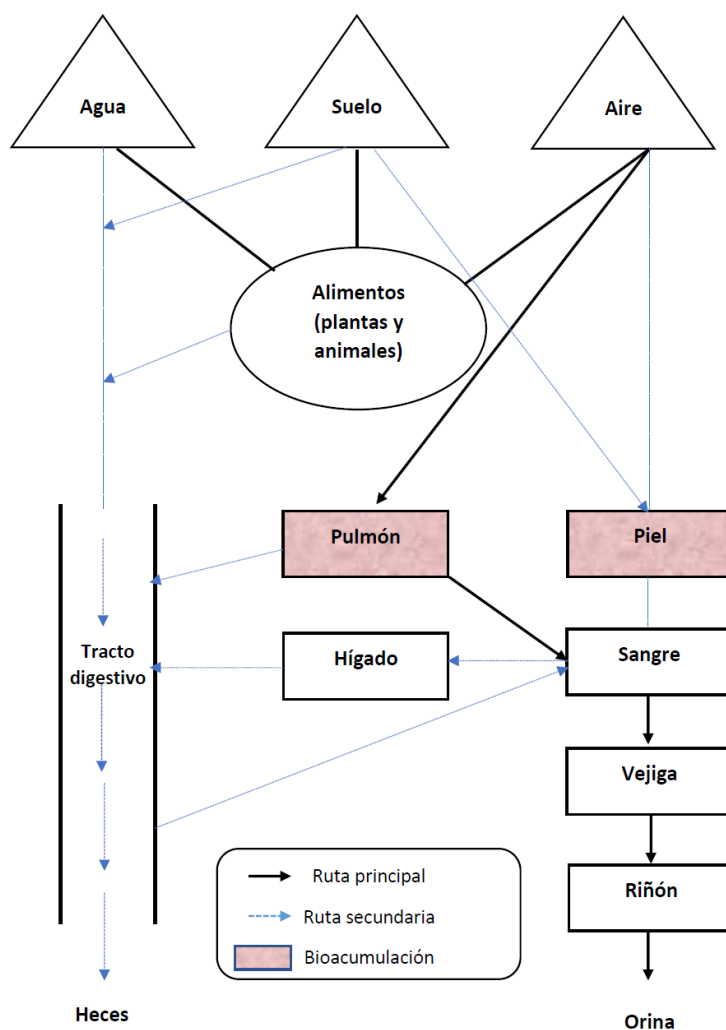 Agua
Suelo
Aire
Alimentos
(plantas y
animales)
Pulmón
Piel
Tracto
digestivo
Hígado
Sangre
Vejiga
Riñón
Ruta principal
Ruta secundaria
Bioacumulación
Heces
Orina